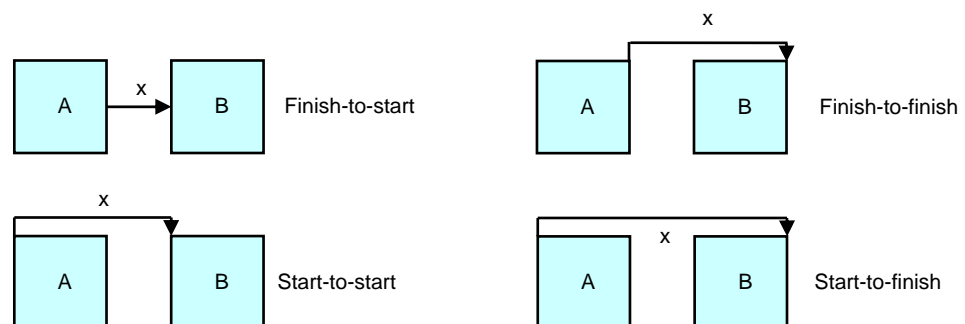 x
A
B
Finish-to-start
x
A
B
Finish-to-finish
x
A
B
Start-to-start
x
A
B
Start-to-finish